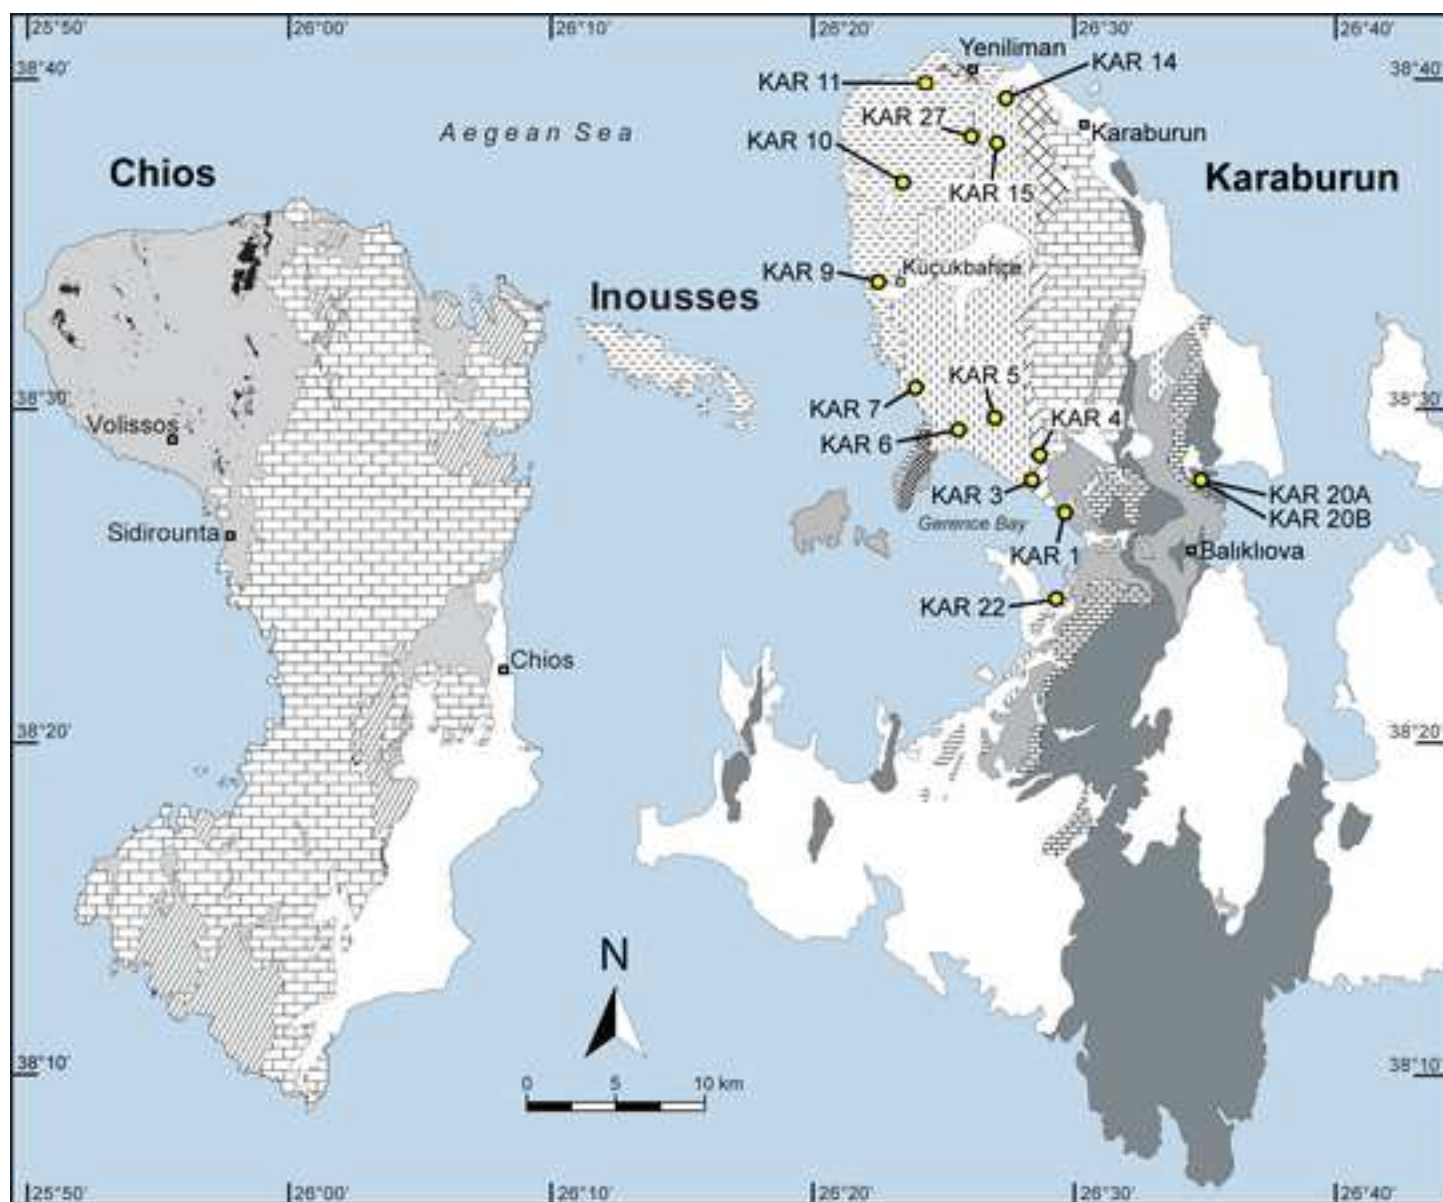 25°50' 26°00' 26°10' 26°20' 26°30' 26°40'
38°40' 38°40'
Yeniliman
KAR 14
KAR 11
KAR 27
Karaburun
Aegean Sea
KAR 10
Chios
Karaburun
KAR 15
KAR 9
Küçükbahçe
Inousses
KAR 5
38°30' 38°30'
KAR 7
KAR 4
Volissos
KAR 6
KAR 3
KAR 20A
KAR 20B
Gerence Bay
Sidirounta
KAR 1
Balıklıova
KAR 22
Chios
38°20' 38°20'
N
38°10' 38°10'
0 5 10 km
25°50' 26°00' 26°10' 26°20' 26°30' 26°40'